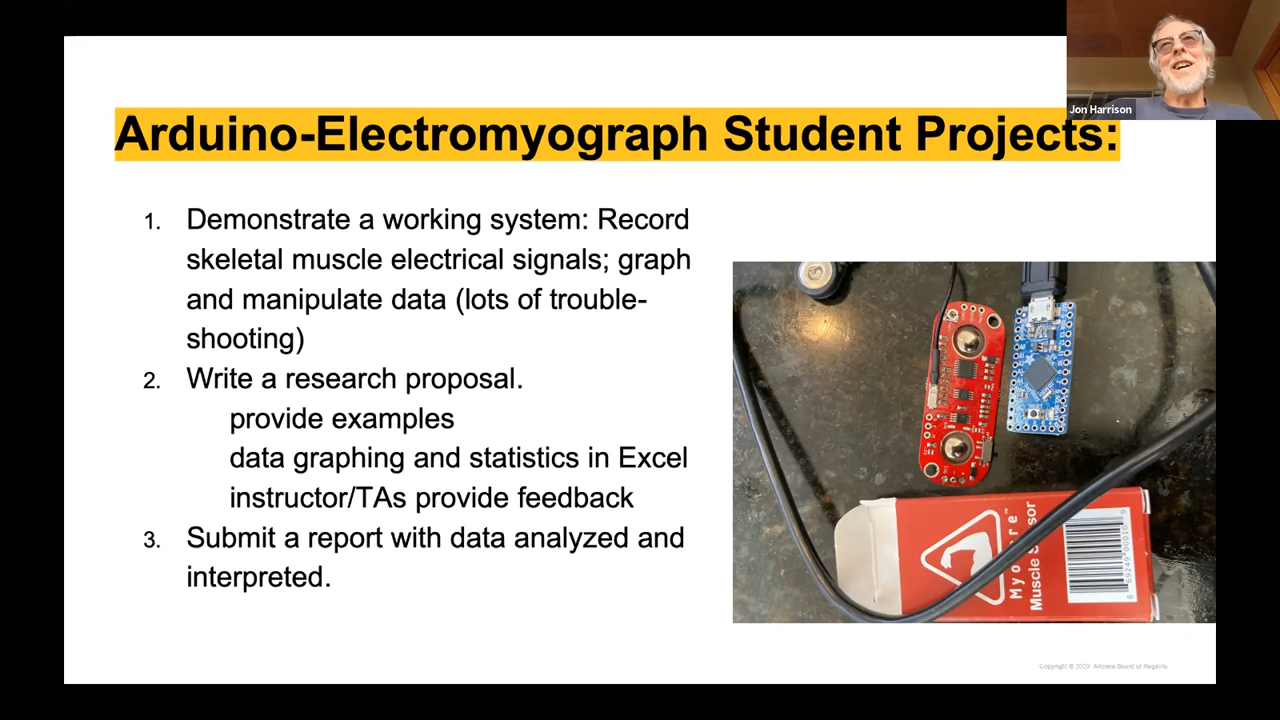 Jon Harrison
Arduino-Electromyograph Student Projects:
1. Demonstrate a working system: Record
skeletal muscle electrical signals; graph
and manipulate data (lots of trouble-
shooting)
2. Write a research proposal.
provide examples
data graphing and statistics in Excel
instructor/TAs provide feedback
3. Submit a report with data analyzed and
interpreted.
Muscle
Copyright © 2020 Arizona Board of Regents.